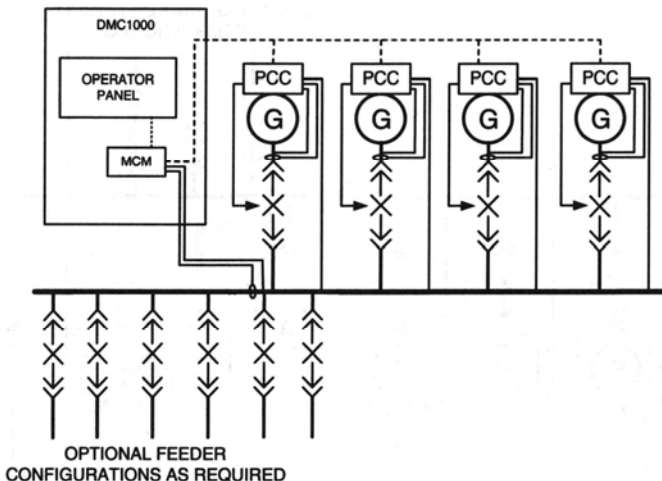 DMC1000
OPERATOR
PANEL
MCM
PCC
PCC
PCC
PCC
G
G
G
G
OPTIONAL FEEDER
CONFIGURATIONS AS REQUIRED